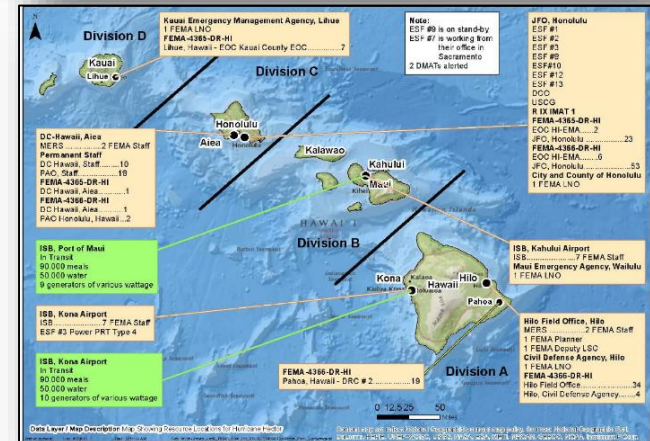 Kauai Emergency Management Agency, Lihue
1 FEMA LNO
FEMA-4365-DR-HI
Lihue, Hawaii - EOC Kauai County EOC 7
Note:
ESF #8 is on stand-by
ESF #7 is working from
their office in
Sacramento
2 DMATs alerted
JFO, Honolulu
ESF #1
ESF #2
ESF #3
ESF #6
ESF #10
ESF #12
ESF #13
DCO
USCG
R IX IMAT 1
FEMA-4365-DR-HI
EOC HI-EMA 2
JFO, Honolulu 23
FEMA-4366-DR-HI
EOC HI-EMA 6
JFO, Honolulu 53
City and County of Honolulu
1 FEMA LNO
Division D
Kauai
Lihue
Division C
Honolulu
Aiea
Honolulu
Kalawao
Kahului
Maui
Kihei
HAWAI'I
Division B
DC-Hawaii, Aiea
MERS 2 FEMA Staff
Permanent Staff
DC Hawaii, Staff 10
PAO, Staff 19
FEMA-4365-DR-HI
DC Hawaii, Aiea 1
FEMA-4366-DR-HI
DC Hawaii, Aiea 1
PAO Honolulu, Hawaii 2
ISB, Port of Maui
In Transit
90,000 meals
50,000 water
9 generators of various wattage
ISB, Kahului Airport
ISB 7 FEMA Staff
Maui Emergency Agency, Wailulu
1 FEMA LNO
Kona
Kalaoa
Hawaii
Hilo
Pahoa
ISB, Kona Airport
ISB 7 FEMA Staff
ESF #3 Power PRT Type 4
ISB, Kona Airport
In Transit
90,000 meals
50,000 water
10 generators of various wattage
FEMA-4366-DR-HI
Pahoa, Hawaii - DRC # 2 19
Division A
Hilo Field Office, Hilo
MERS 2 FEMA Staff
1 FEMA Planner
1 FEMA Deputy LSC
Civil Defense Agency, Hilo
1 FEMA LNO
FEMA-4366-DR-HI
Hilo Field Office 34
Hilo, Civil Defense Agency 4
0 12.5 25 50
Data Layer / Map Description: Map Showing Resource Locations for Hurricane Hector